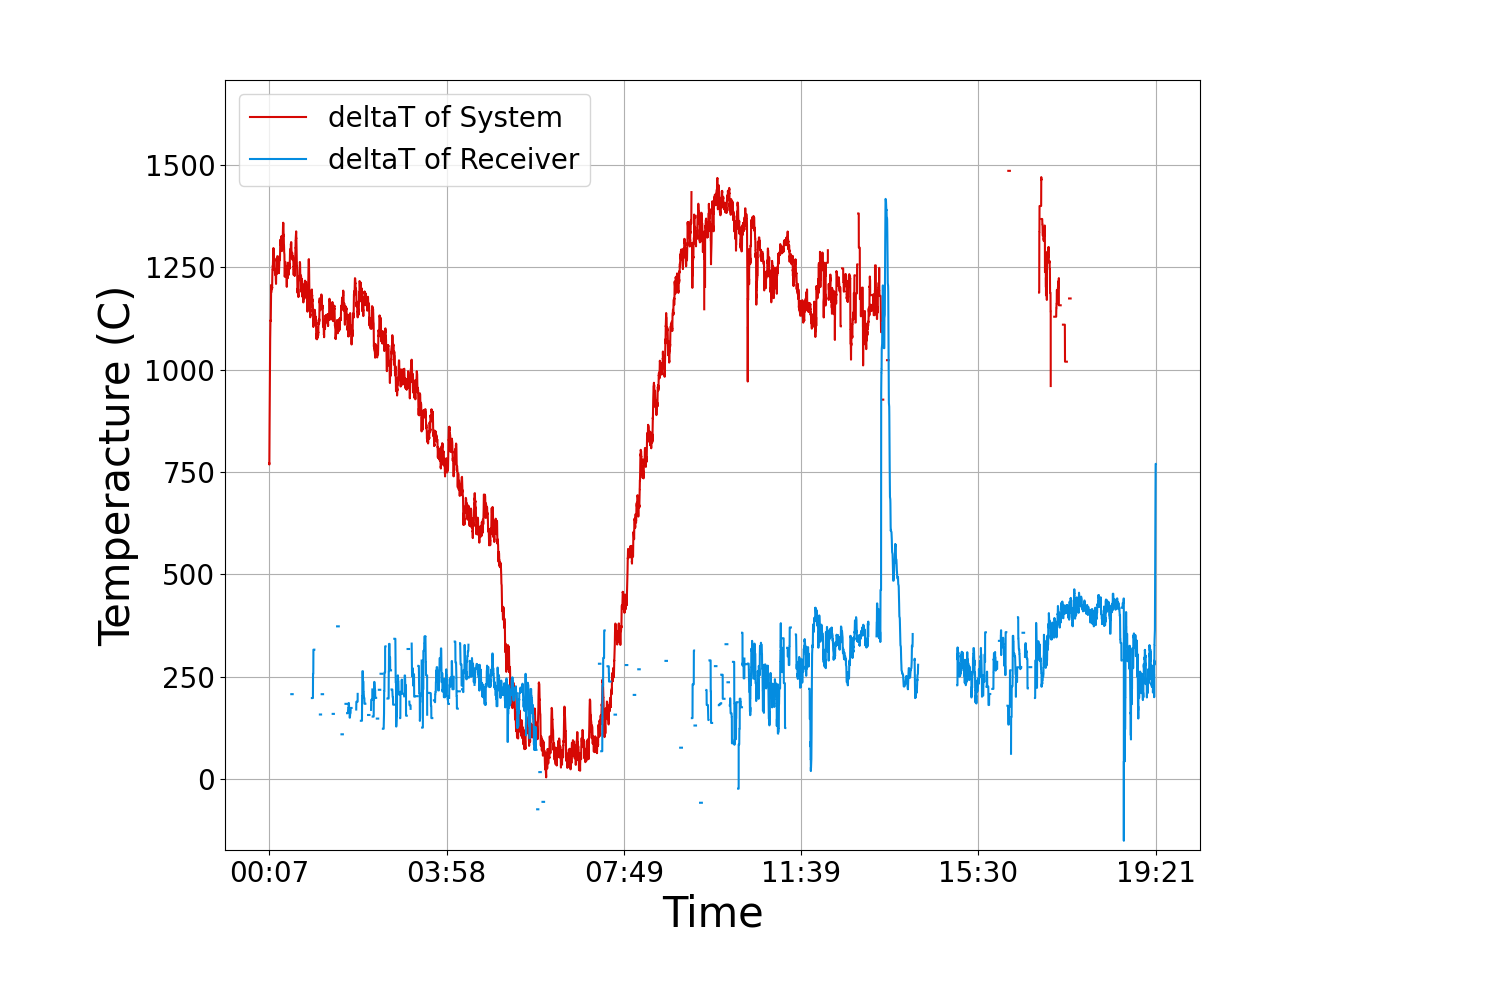 deltaT of System
deltaT of Receiver
Temperacture (C)
1500
1250
1000
750
500
250
0
00:07 03:58 07:49 11:39 15:30 19:21
Time